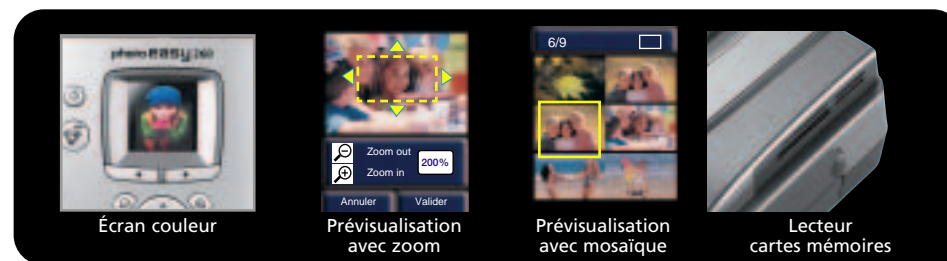 photo EASY 260
6/9
Zoom out
Zoom in
200%
Annuler
Valider
Écran couleur
Prévisualisation
avec zoom
Prévisualisation
avec mosaïque
Lecteur
cartes mémoires